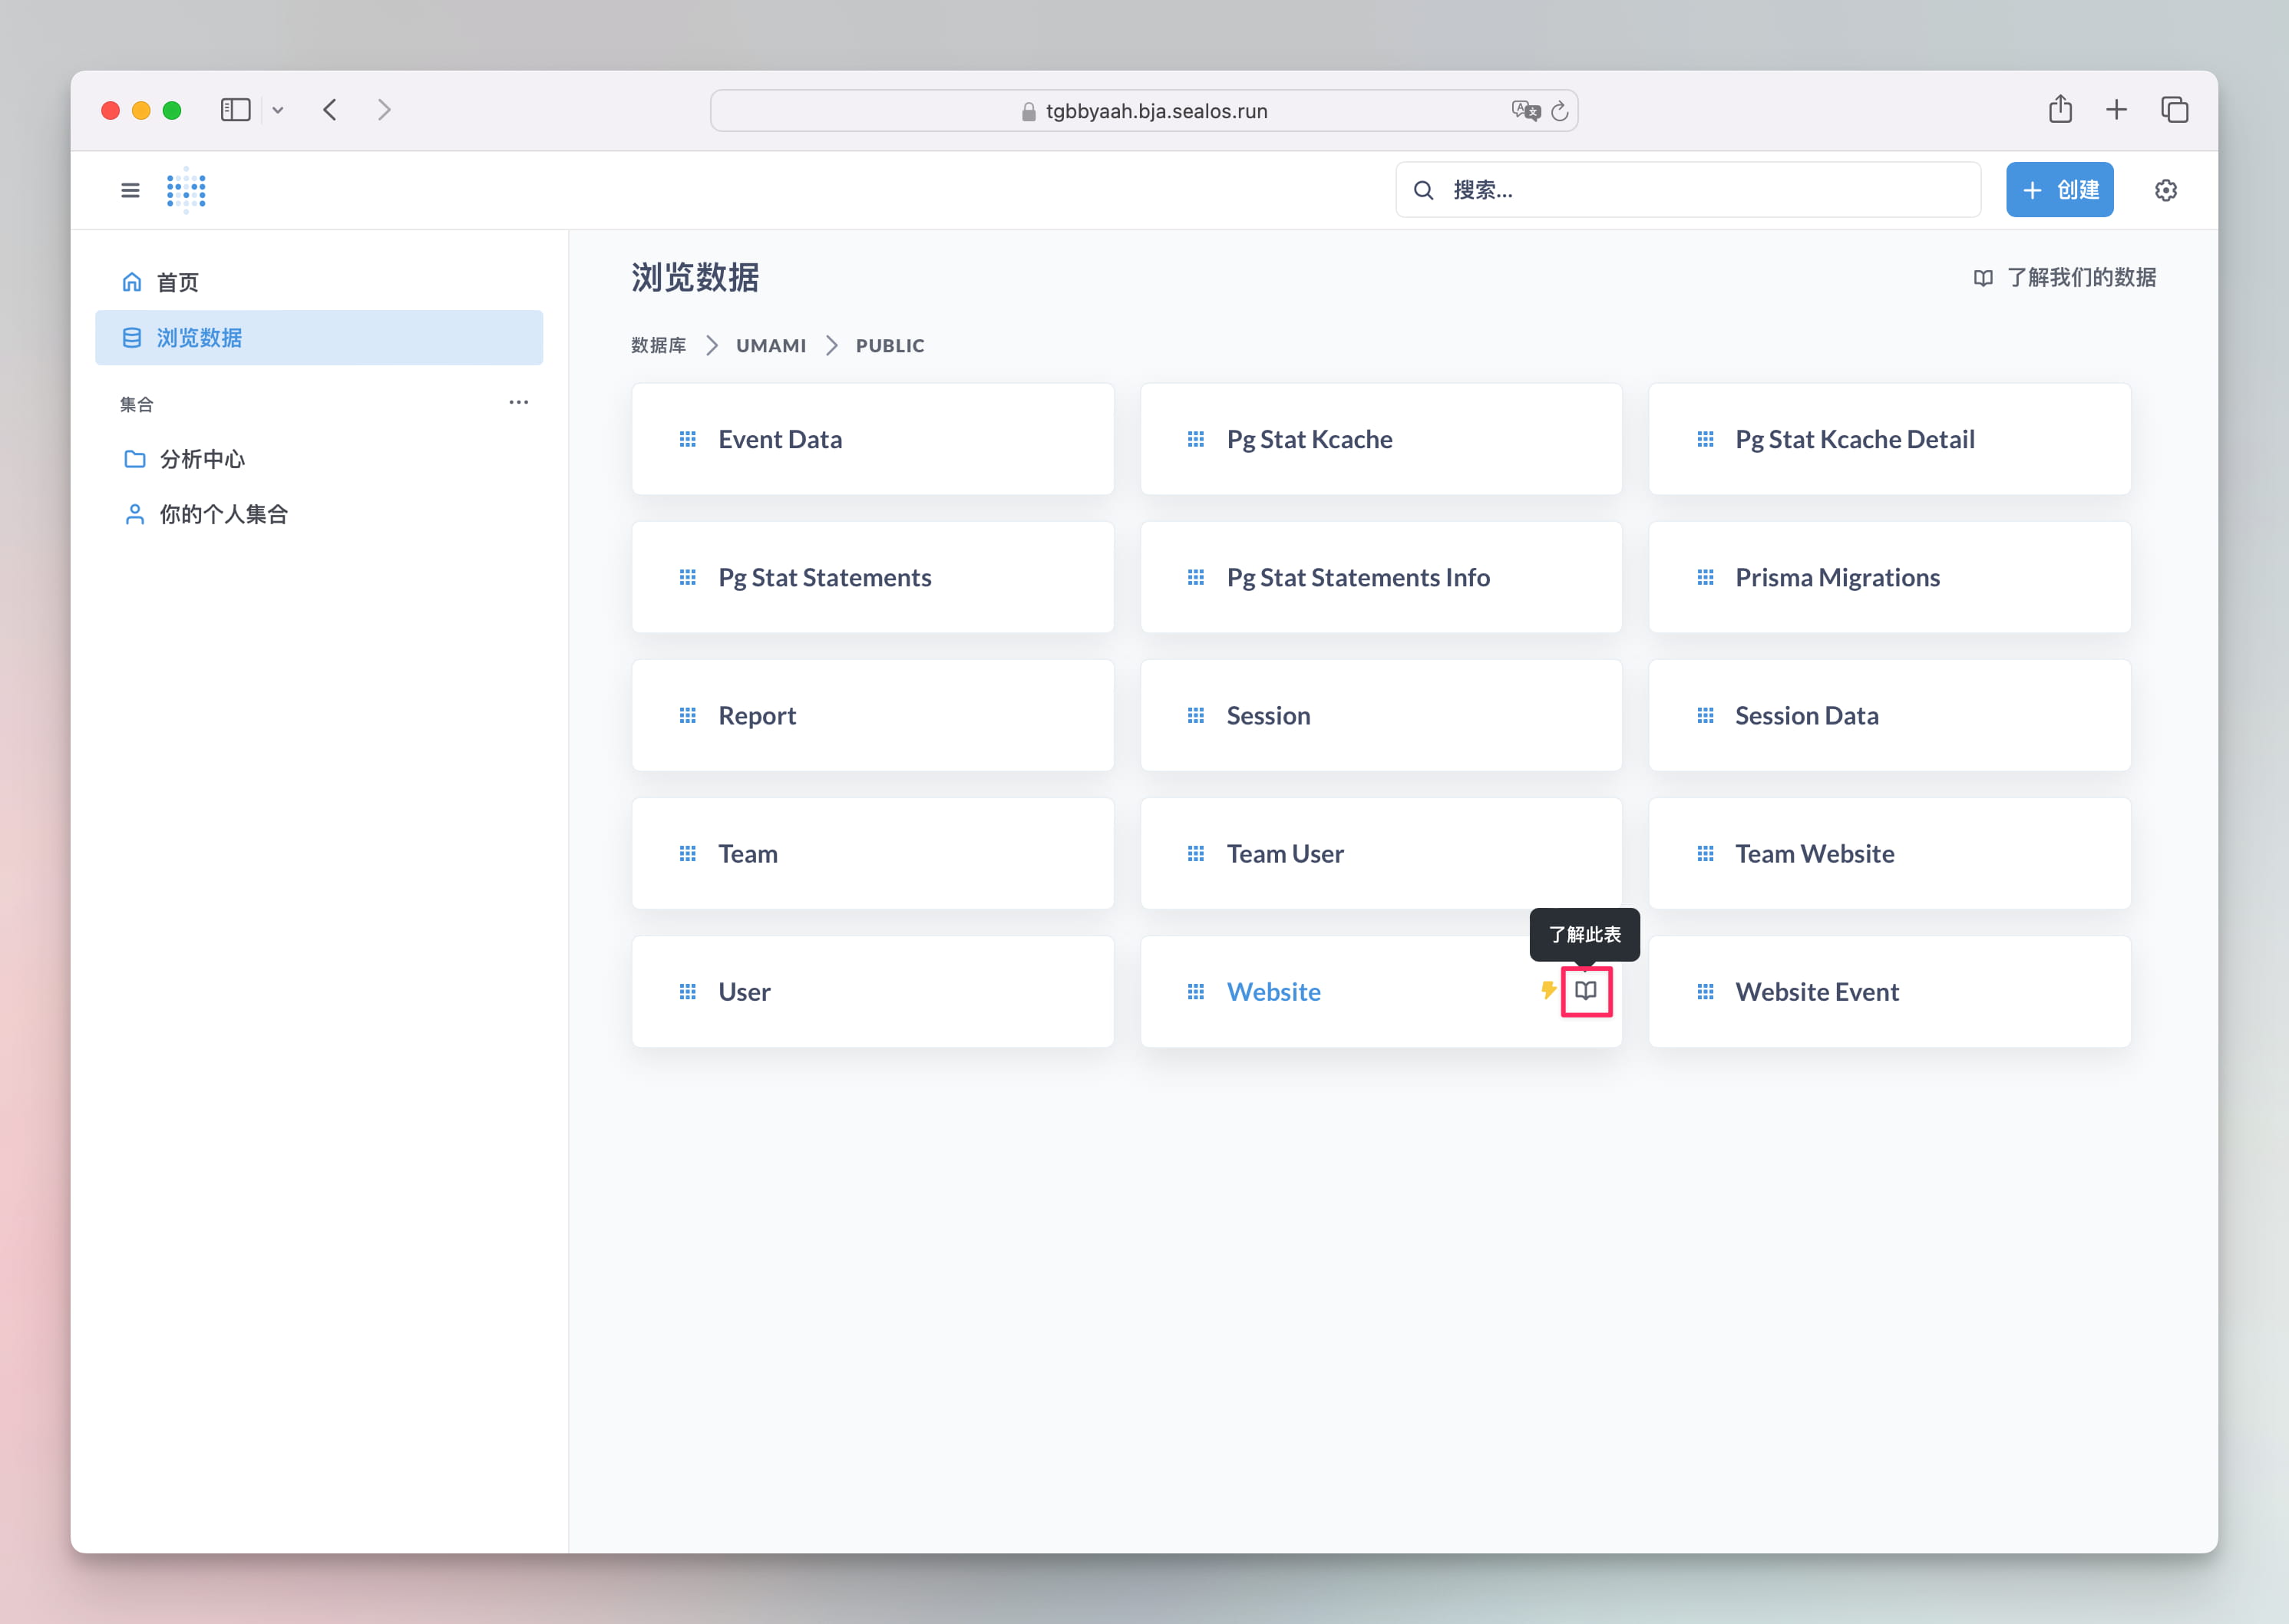 tgbbyaah.bja.sealos.run
搜索...
创建
首页
浏览数据
集合
分析中心
你的个人集合
浏览数据
了解我们的数据
数据库 > UMAMI > PUBLIC
Event Data
Pg Stat Kcache
Pg Stat Kcache Detail
Pg Stat Statements
Pg Stat Statements Info
Prisma Migrations
Report
Session
Session Data
Team
Team User
Team Website
了解此表
User
Website
Website Event